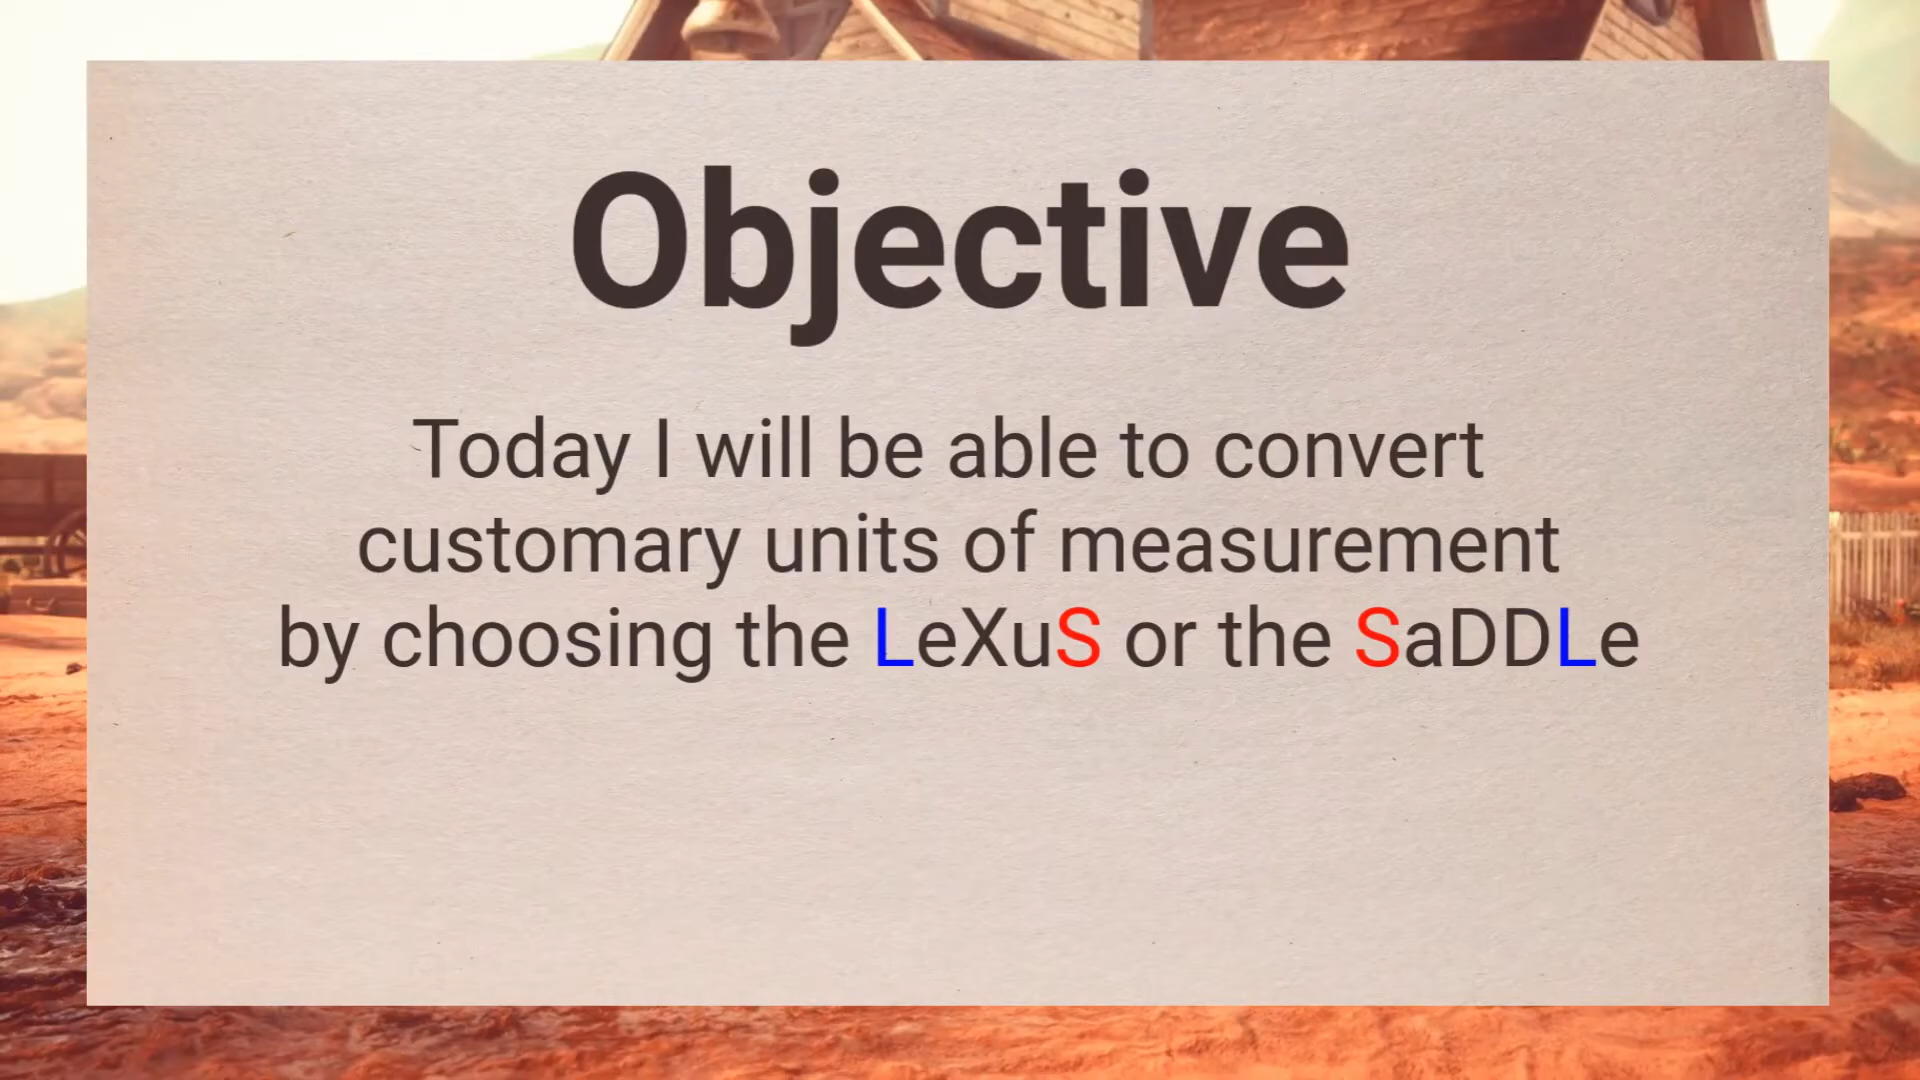 Objective
Today I will be able to convert
customary units of measurement
by choosing the LeXuS or the SaDDLe